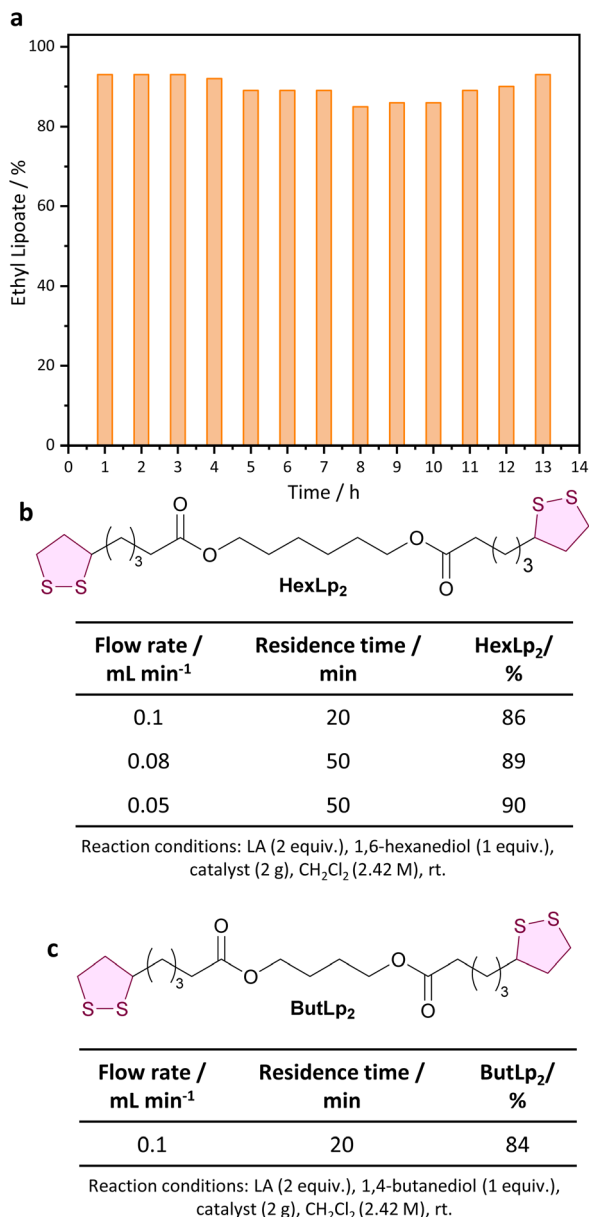 a
100
80
60
40
20
0
Ethyl Lipoate / %
0 1 2 3 4 5 6 7 8 9 10 11 12 13 14
Time / h
b
S S
O
( )3
O
O
O
( )3
S S
HexLp2
Flow rate / mL min-1 Residence time / min HexLp2/ %
0.1 20 86
0.08 50 89
0.05 50 90
Reaction conditions: LA (2 equiv.), 1,6-hexanediol (1 equiv.),
catalyst (2 g), CH2Cl2 (2.42 M), rt.
c
S S
O
( )3
O
O
O
( )3
S S
ButLp2
Flow rate / mL min-1 Residence time / min ButLp2/ %
0.1 20 84
Reaction conditions: LA (2 equiv.), 1,4-butanediol (1 equiv.),
catalyst (2 g), CH2Cl2 (2.42 M), rt.